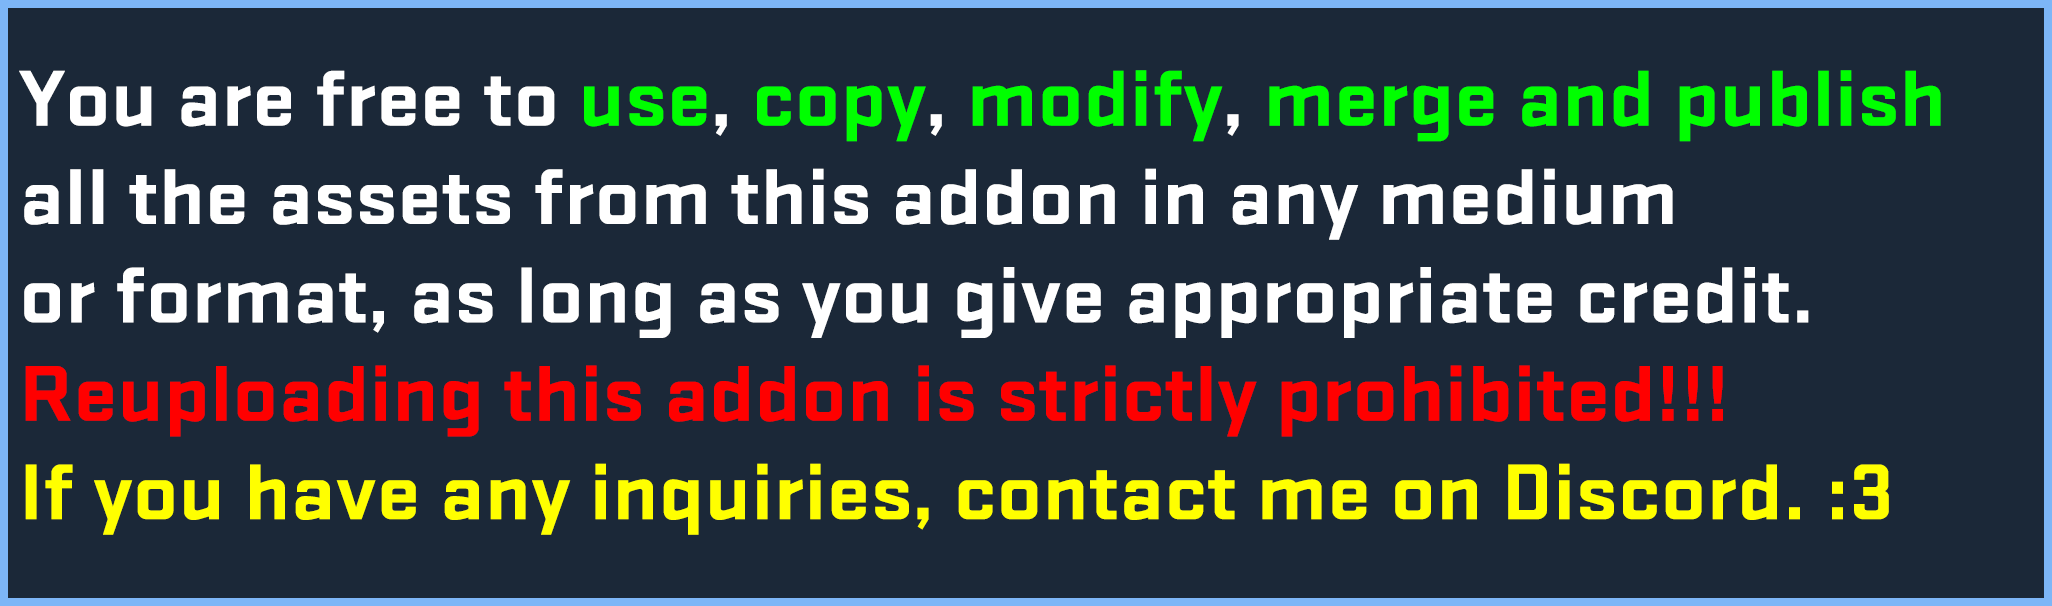 You are free to use, copy, modify, merge and publish
all the assets from this addon in any medium
or format, as long as you give appropriate credit.
Reuploading this addon is strictly prohibited!!!
If you have any inquiries, contact me on Discord. :3